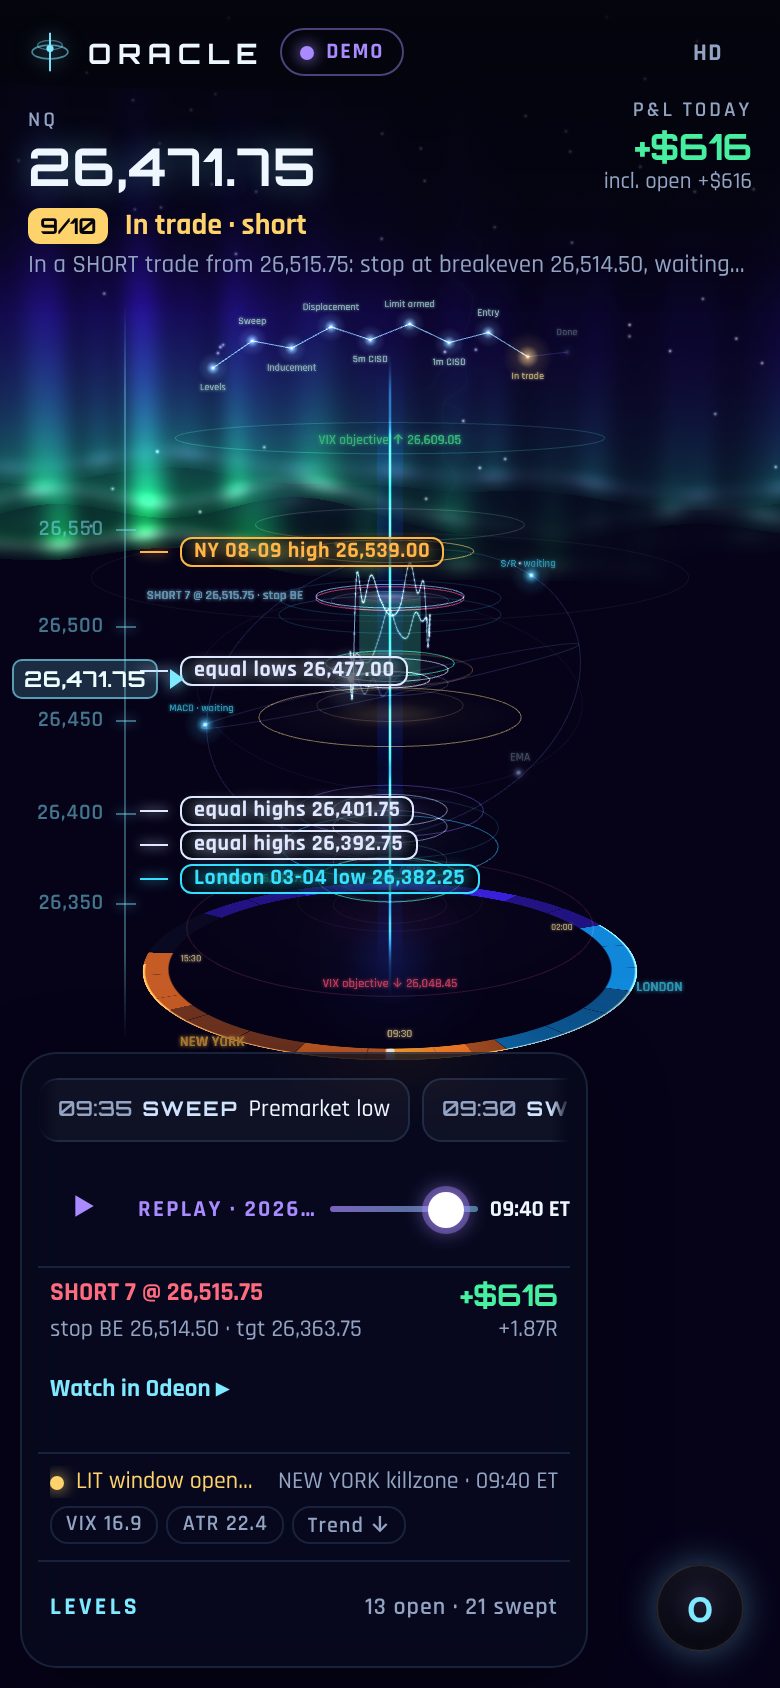 ORACLE
DEMO
HD
NQ
P&L TODAY
26,471.75
+$616
incl. open +$616
9/10 In trade · short
In a SHORT trade from 26,515.75: stop at breakeven 26,514.50, waiting...
Levels
Sweep
Inducement
Displacement
5m CISD
Limit armed
1m CISD
Entry
In trade
Done
VIX objective ↑ 26,609.05
26,550
NY 08-09 high 26,539.00
S/R · waiting
SHORT 7 @ 26,515.75 · stop BE
26,500
equal lows 26,477.00
26,471.75
MACD · waiting
26,450
EMA
26,400
equal highs 26,401.75
equal highs 26,392.75
London 03-04 low 26,382.25
26,350
02:00
15:30
VIX objective ↓ 26,048.45
LONDON
09:30
NEW YORK
09:35 SWEEP Premarket low
09:30 SW
REPLAY · 2026...
09:40 ET
SHORT 7 @ 26,515.75
+$616
stop BE 26,514.50 · tgt 26,363.75
+1.87R
Watch in Odeon ▸
LIT window open...
NEW YORK killzone · 09:40 ET
VIX 16.9
ATR 22.4
Trend ↓
LEVELS
13 open · 21 swept
O